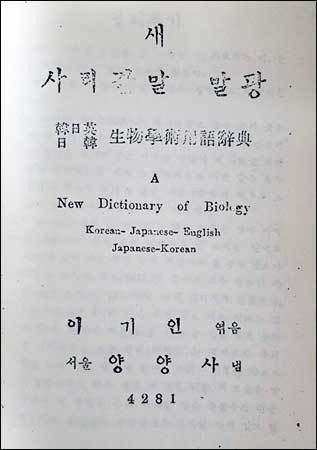 새
사리갈말 말광
韓日英
日韓 生物學術用語辭典
A
New Dictionary of Biology
Korean- Japanese- English
Japanese-Korean
이기인 엮음
서울 양양사 냄
4281